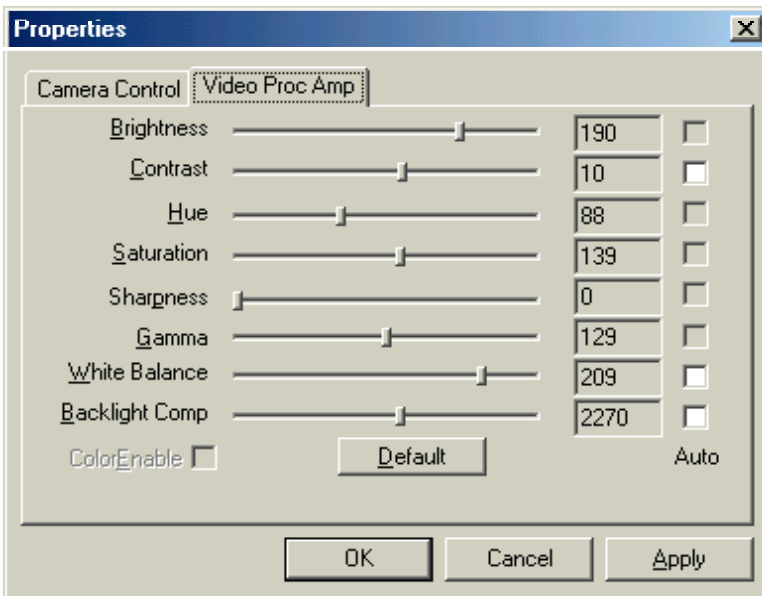 Properties
Camera Control Video Proc Amp
Brightness 190
Contrast 10
Hue 88
Saturation 139
Sharpness 0
Gamma 129
White Balance 209
Backlight Comp 2270
ColorEnable Default Auto
OK Cancel Apply